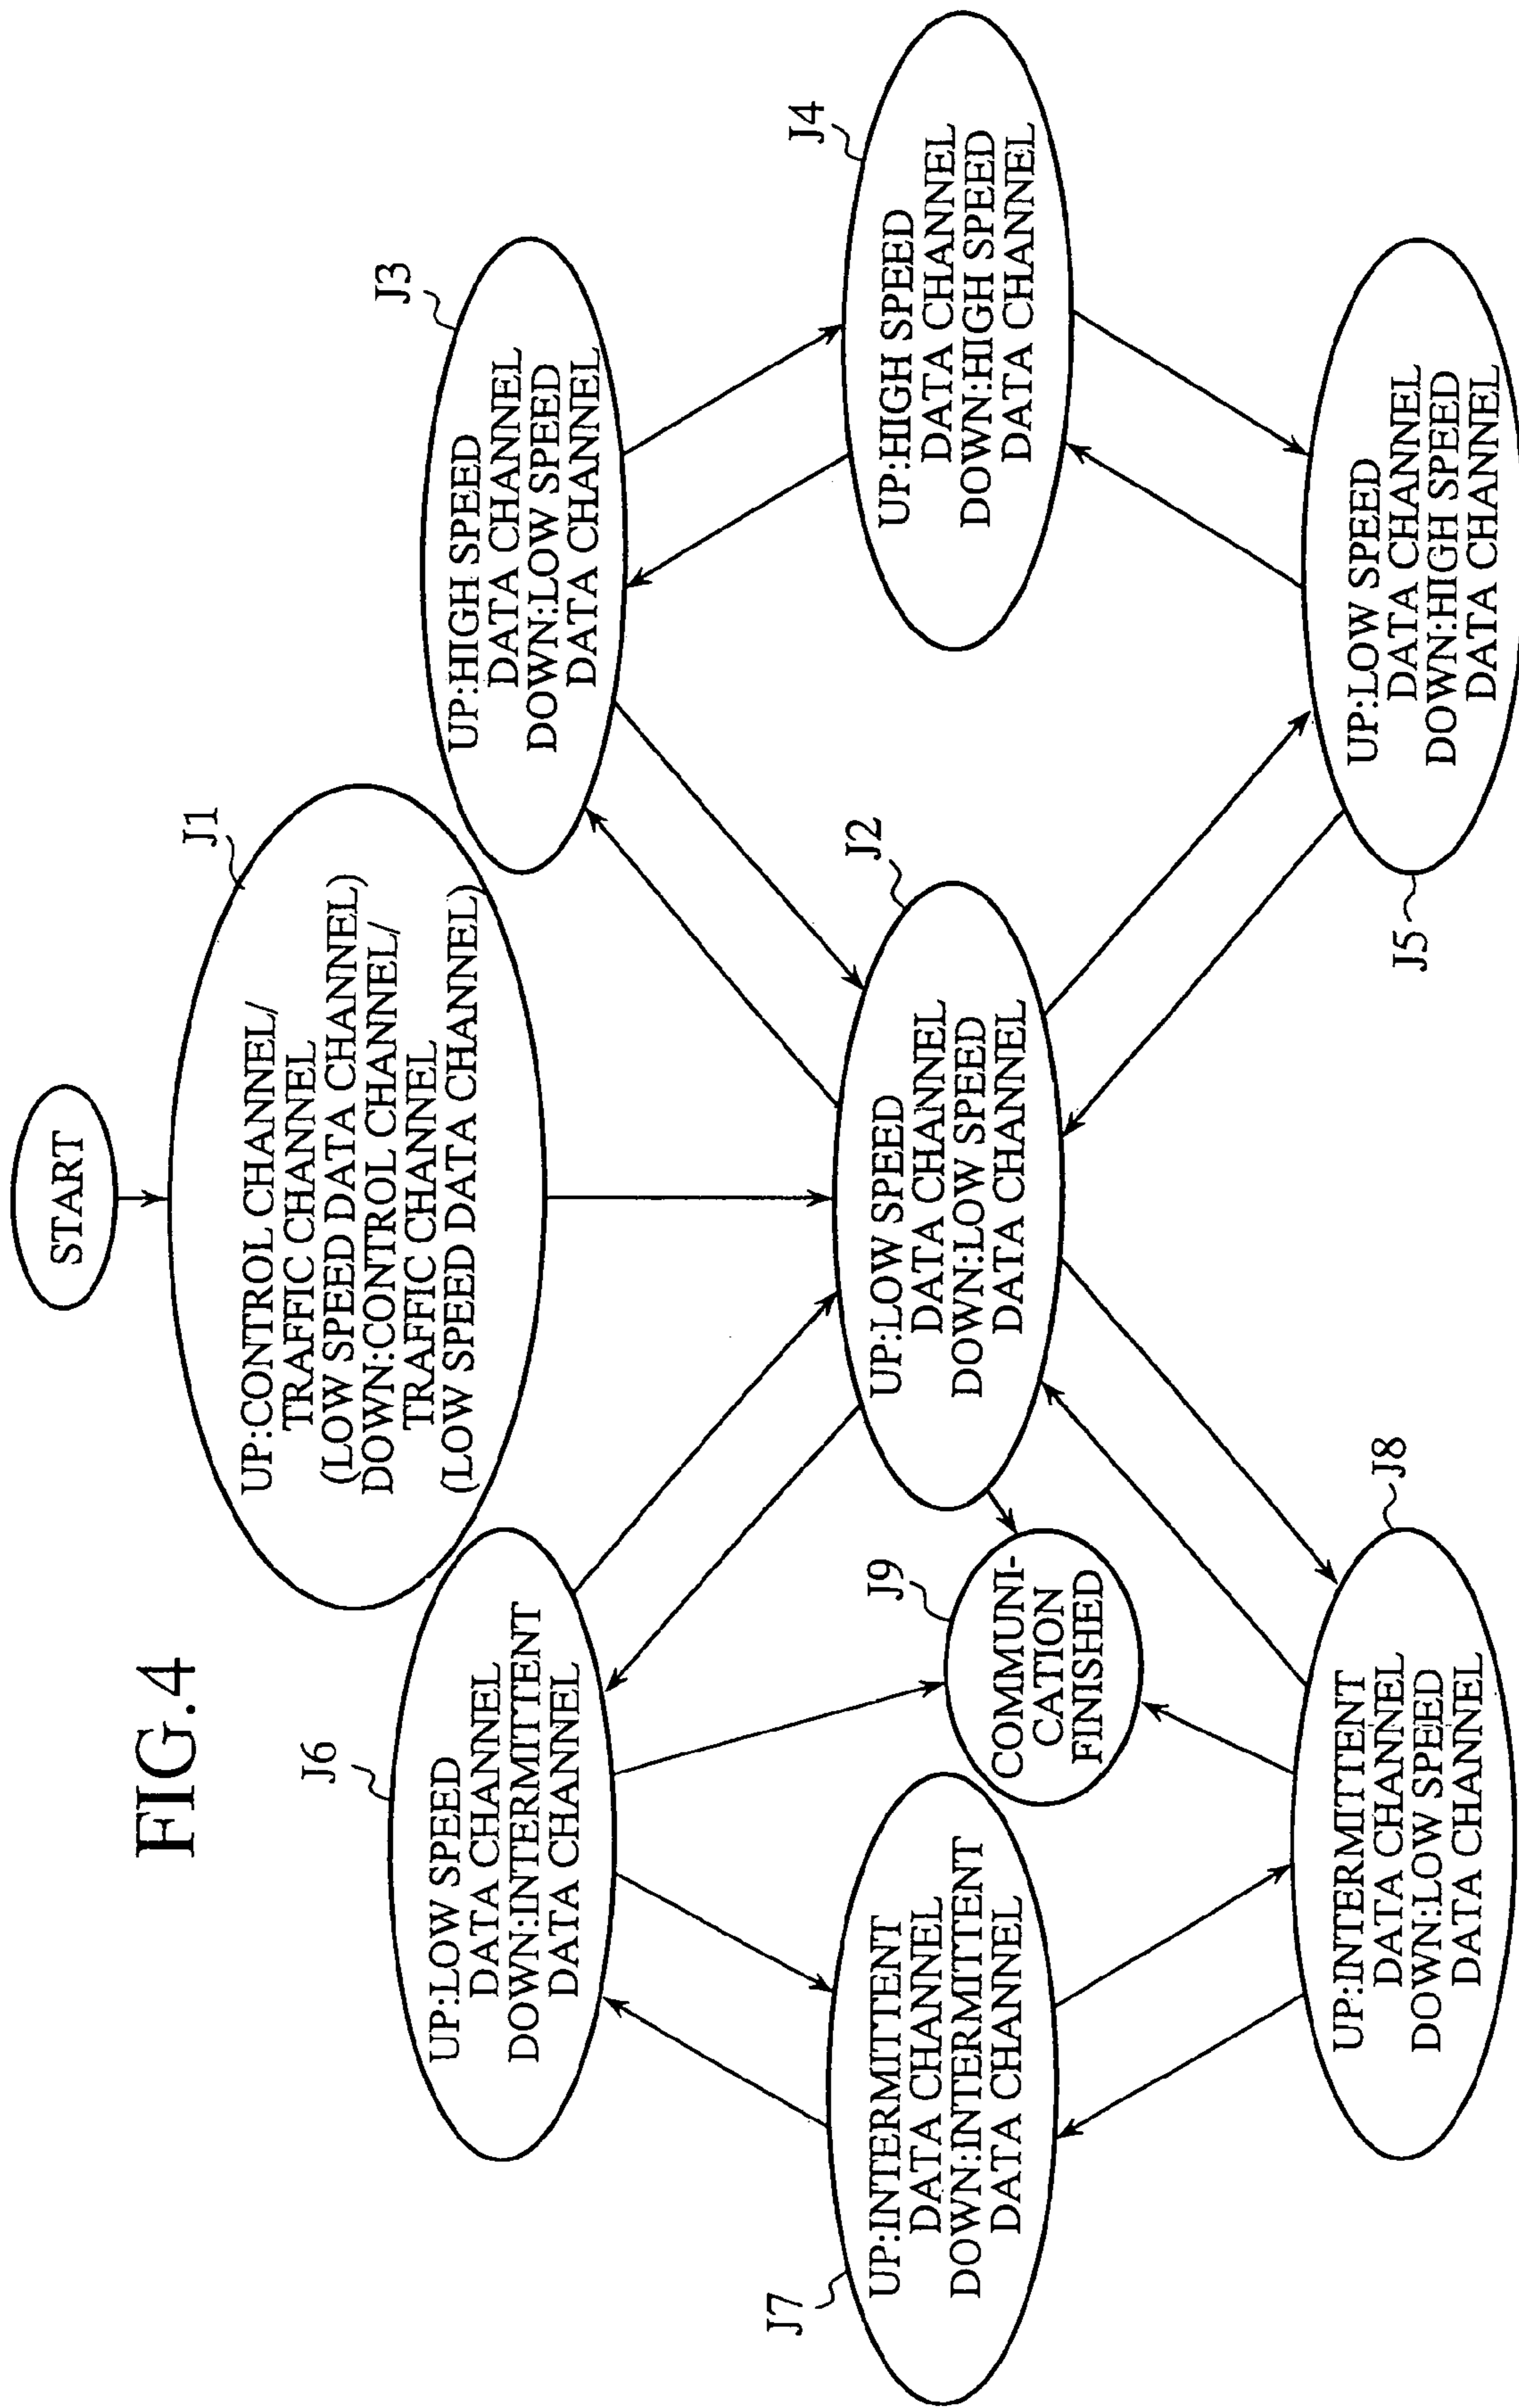 FIG.4
START
J1
UP:CONTROL CHANNEL/
TRAFFIC CHANNEL
(LOW SPEED DATA CHANNEL)
DOWN:CONTROL CHANNEL/
TRAFFIC CHANNEL
(LOW SPEED DATA CHANNEL)
J6
UP:LOW SPEED
DATA CHANNEL
DOWN:INTERMITTENT
DATA CHANNEL
J3
UP:HIGH SPEED
DATA CHANNEL
DOWN:LOW SPEED
DATA CHANNEL
J7
UP:INTERMITTENT
DATA CHANNEL
DOWN:INTERMITTENT
DATA CHANNEL
J9
COMMUNI-
CATION
FINISHED
J2
UP:LOW SPEED
DATA CHANNEL
DOWN:LOW SPEED
DATA CHANNEL
J4
UP:HIGH SPEED
DATA CHANNEL
DOWN:HIGH SPEED
DATA CHANNEL
J8
UP:INTERMITTENT
DATA CHANNEL
DOWN:LOW SPEED
DATA CHANNEL
J5
UP:LOW SPEED
DATA CHANNEL
DOWN:HIGH SPEED
DATA CHANNEL